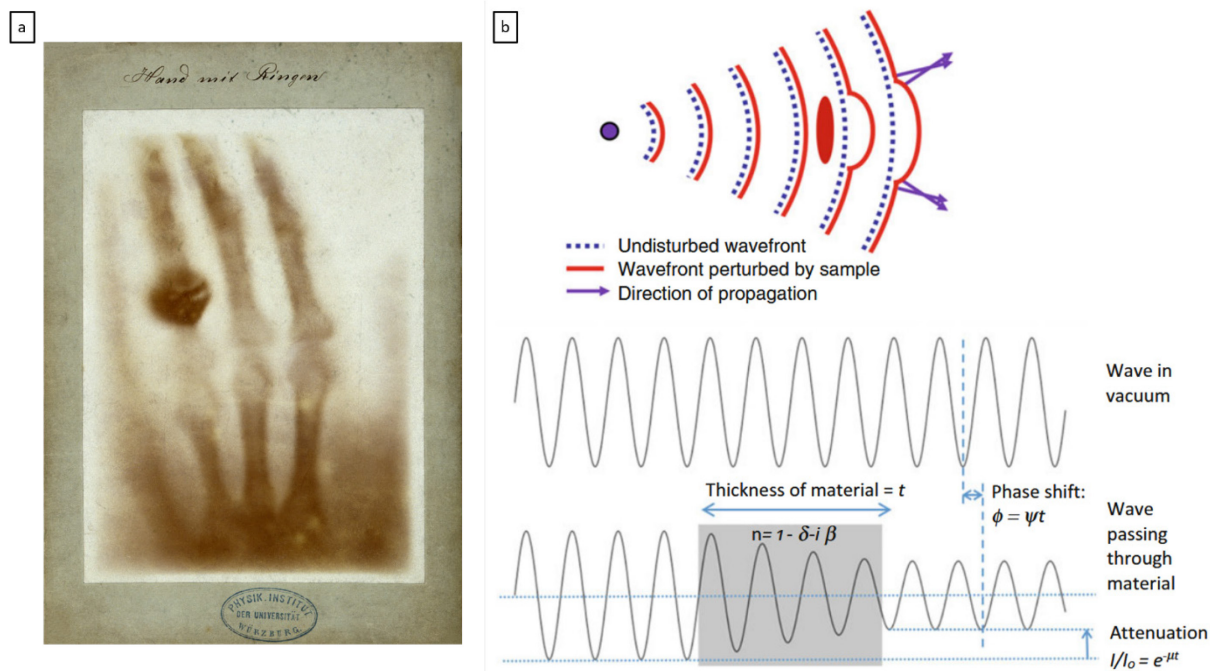 a
Hand mit Ringen
PHYSIK. INSTITUT
DER UNIVERSITÄT
WÜRZBERG.
b
Undisturbed wavefront
Wavefront perturbed by sample
Direction of propagation
Wave in
vacuum
Thickness of material = t
Phase shift:
ϕ = ψt
n= 1 - δ-i β
Wave
passing
through
material
Attenuation
I/I₀ = e^-μt